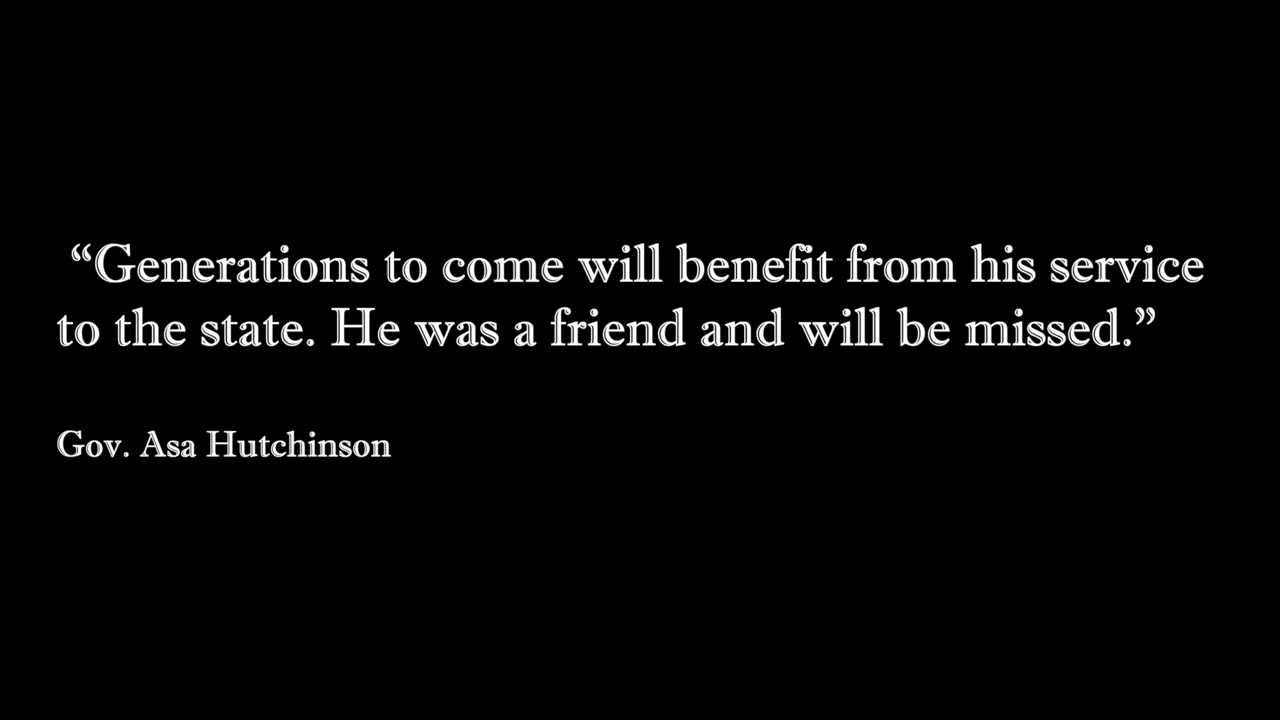 “Generations to come will benefit from his service
to the state. He was a friend and will be missed.”
Gov. Asa Hutchinson